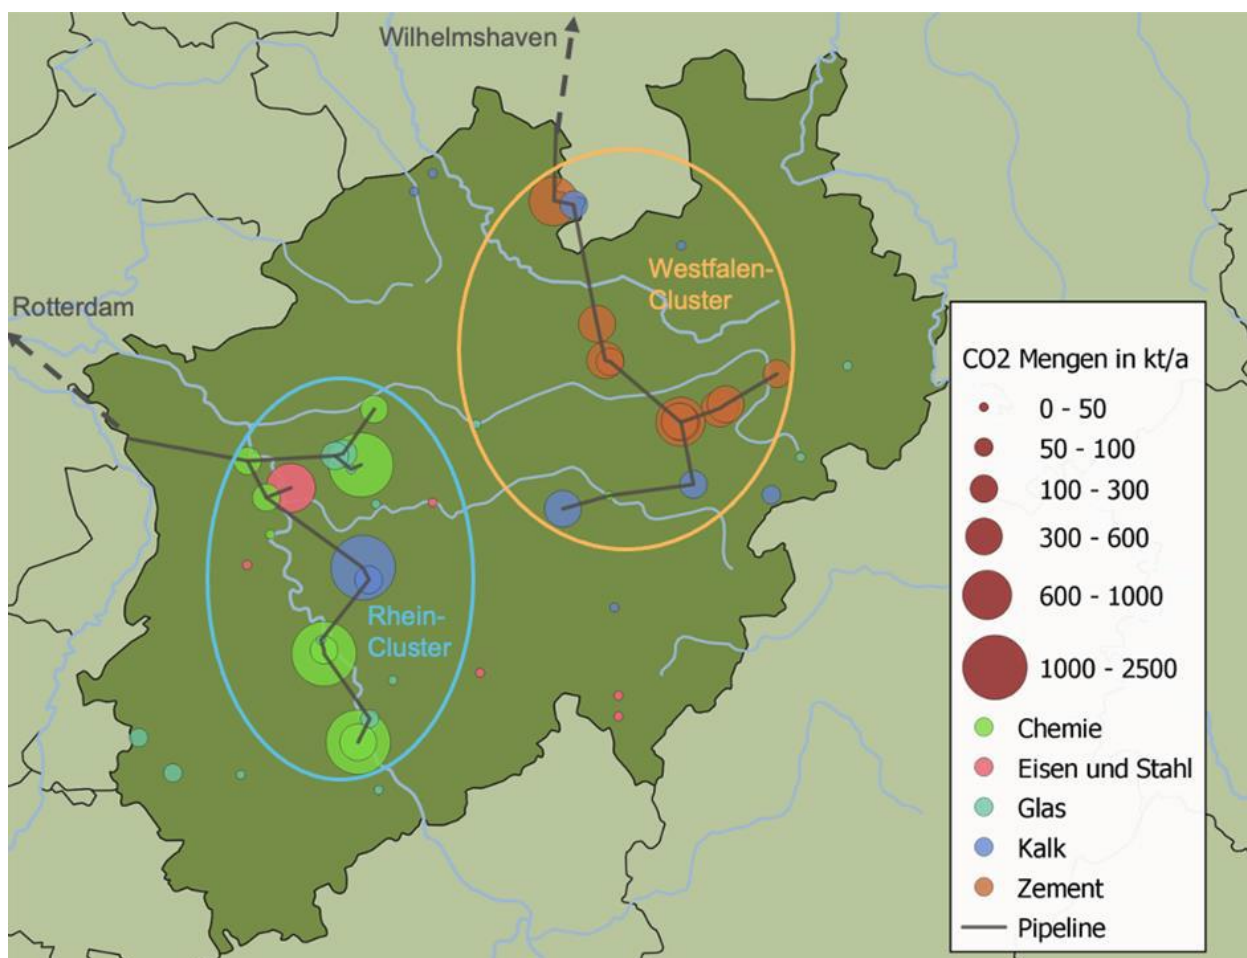 Wilhelmshaven
Rotterdam
Westfalen-
Cluster
Rhein-
Cluster
CO2 Mengen in kt/a
0 - 50
50 - 100
100 - 300
300 - 600
600 - 1000
1000 - 2500
Chemie
Eisen und Stahl
Glas
Kalk
Zement
Pipeline